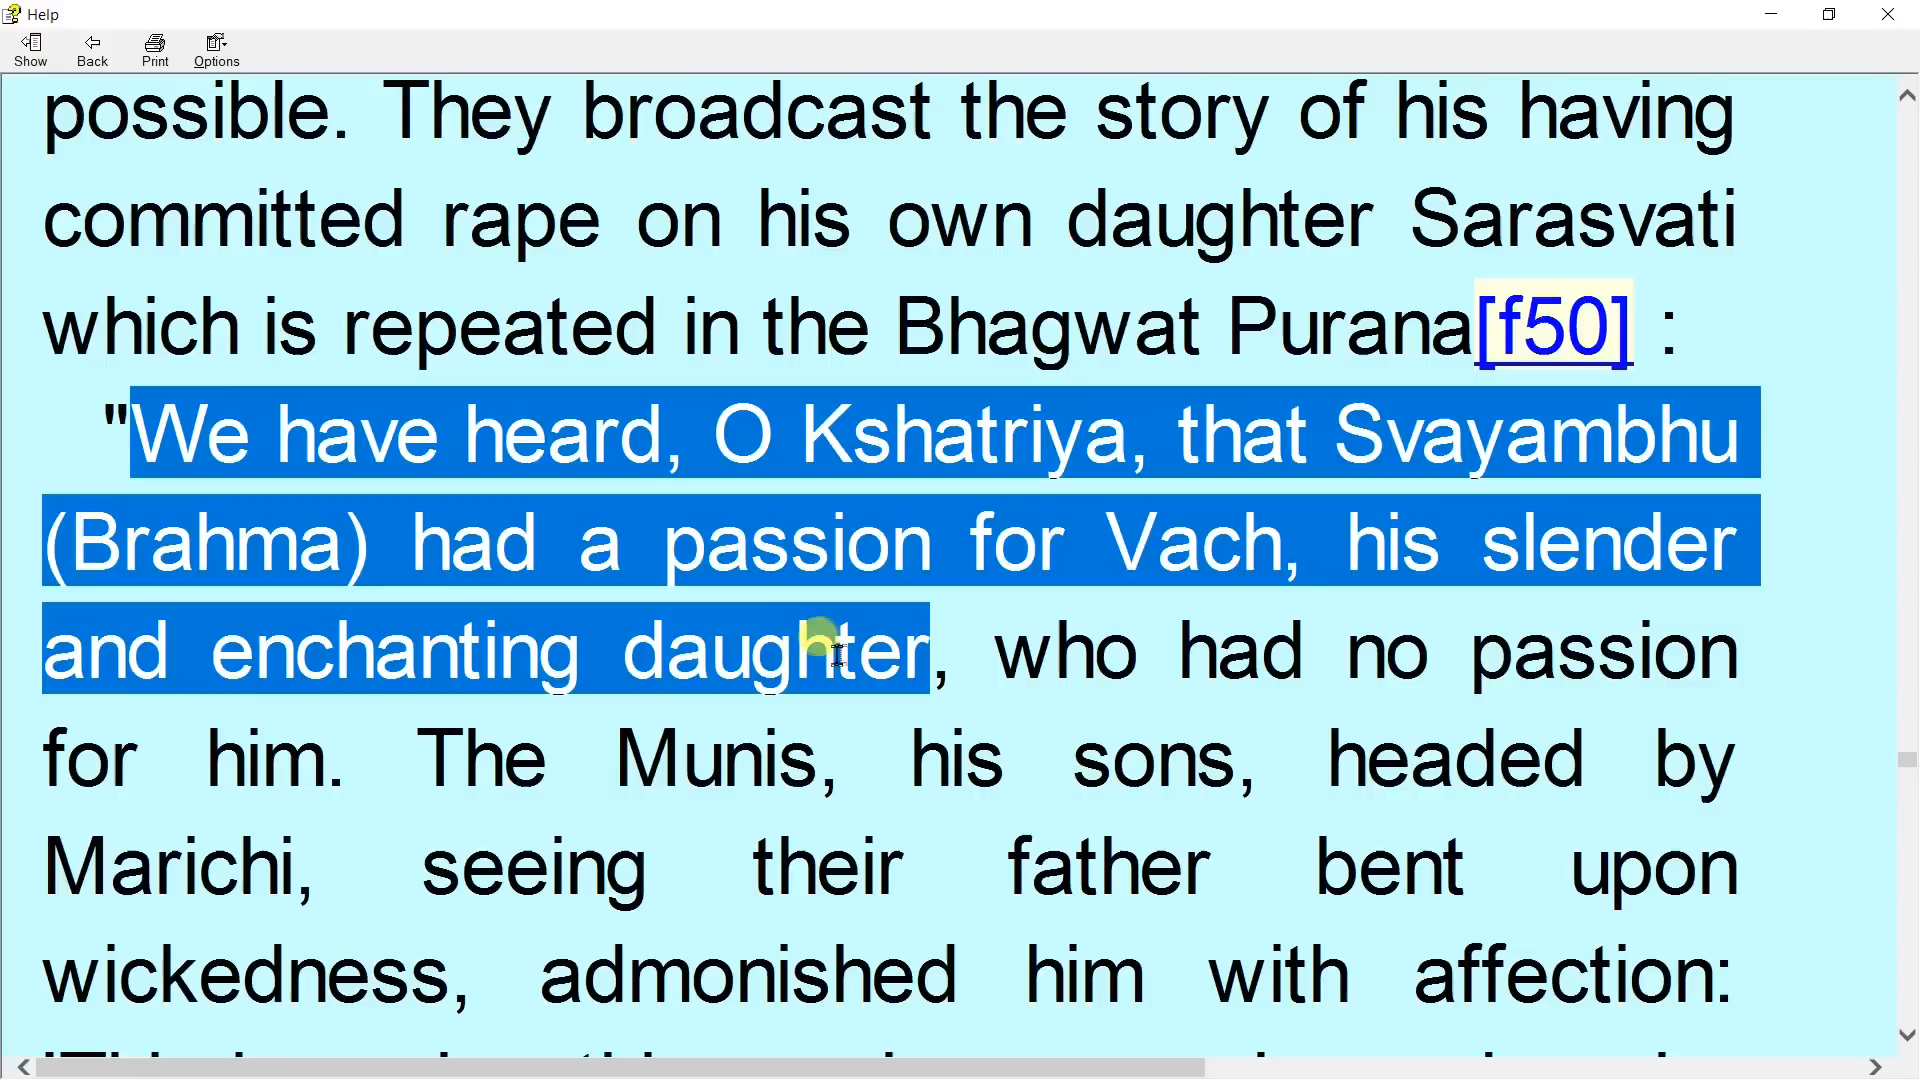 Help
Show Back Print Options
possible. They broadcast the story of his having
committed rape on his own daughter Sarasvati
which is repeated in the Bhagwat Purana[f50] :
"We have heard, O Kshatriya, that Svayambhu
(Brahma) had a passion for Vach, his slender
and enchanting daughter, who had no passion
for him. The Munis, his sons, headed by
Marichi, seeing their father bent upon
wickedness, admonished him with affection: